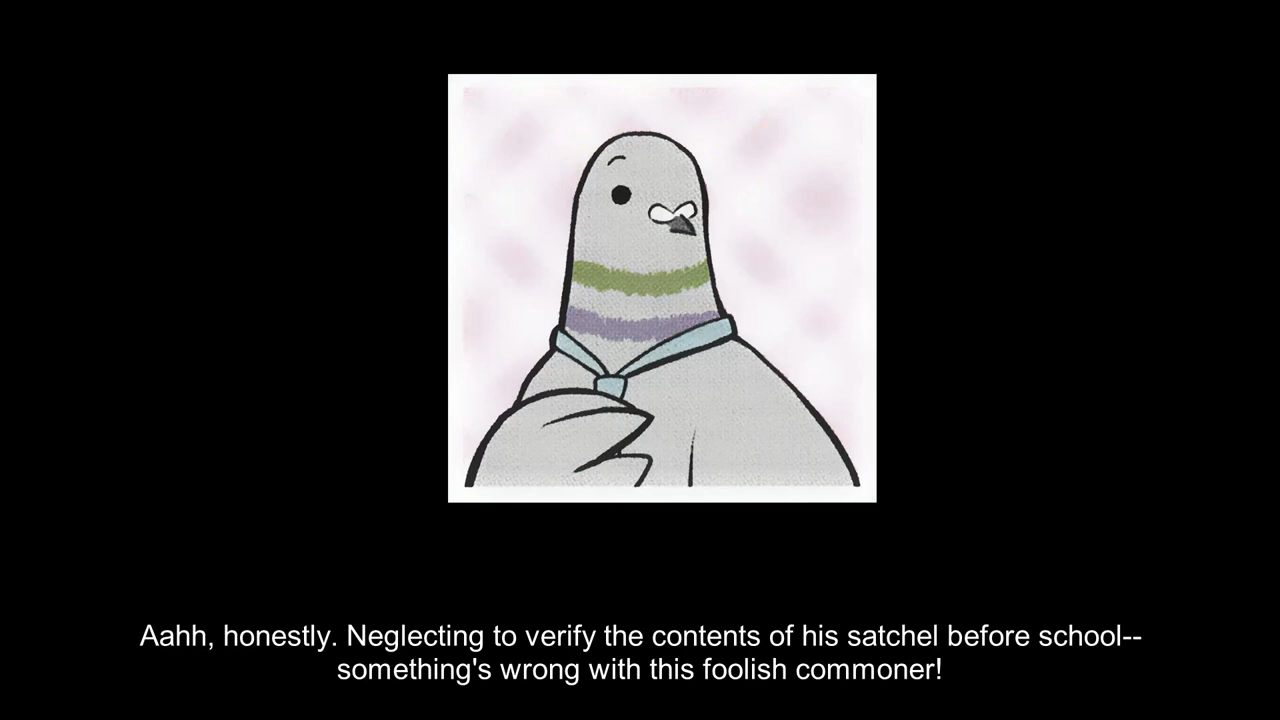 Aahh, honestly. Neglecting to verify the contents of his satchel before school--
something's wrong with this foolish commoner!